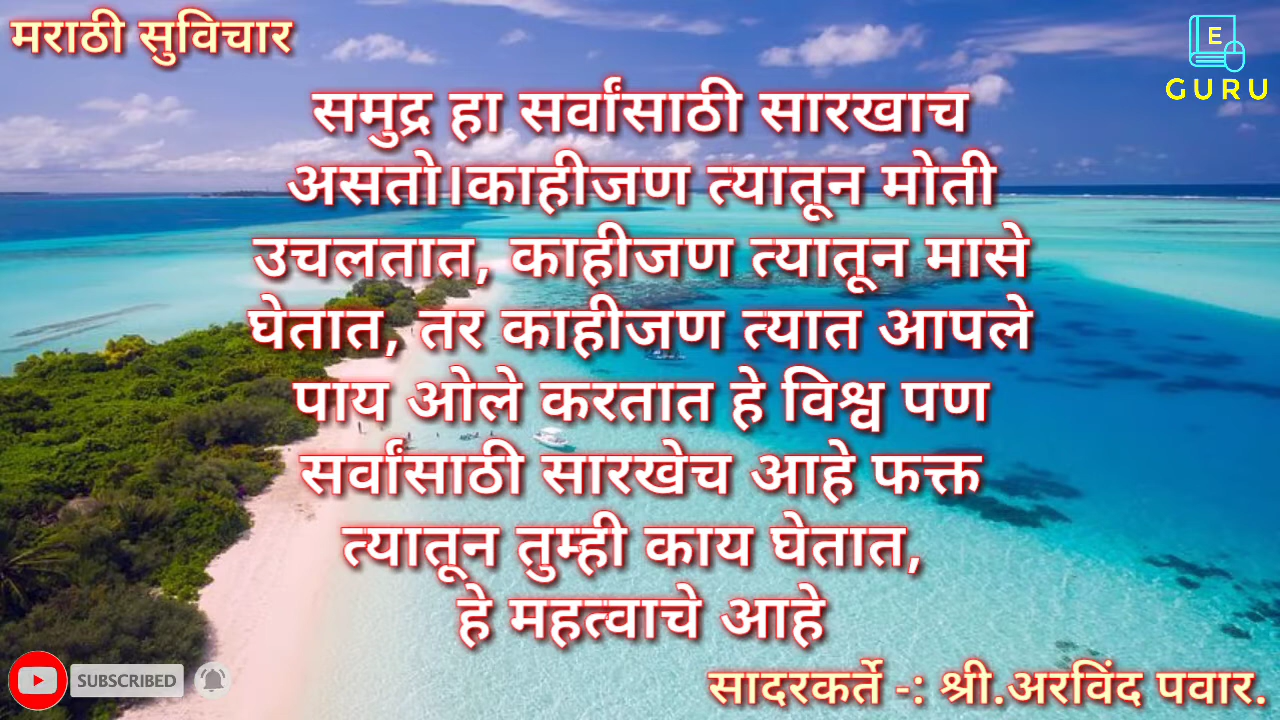 मराठी सुविचार
E
GURU
समुद्र हा सर्वांसाठी सारखाच
असतो।काहीजण त्यातून मोती
उचलतात, काहीजण त्यातून मासे
घेतात, तर काहीजण त्यात आपले
पाय ओले करतात हे विश्व पण
सर्वांसाठी सारखेच आहे फक्त
त्यातून तुम्ही काय घेतात,
हे महत्वाचे आहे
SUBSCRIBED
सादरकर्ते -: श्री.अरविंद पवार.